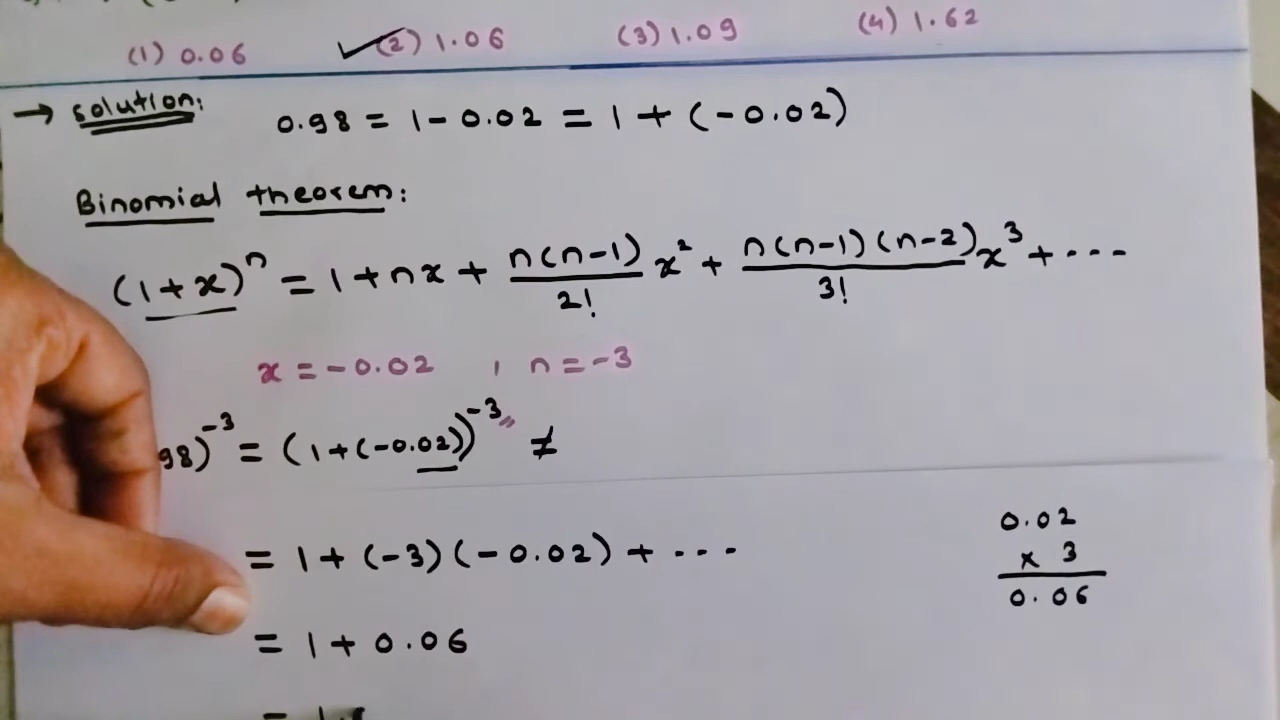 (1) 0.06 (2) 1.06 (3) 1.09 (4) 1.62
→ Solution: 0.98 = 1 - 0.02 = 1 + (-0.02)
Binomial theorem:
(1+x)ⁿ = 1 + nx + n(n-1)/2! x² + n(n-1)(n-2)/3! x³ + ...
x = -0.02 , n = -3
98)⁻³ = (1+(-0.02))⁻³ ≠
= 1 + (-3)(-0.02) + ...
0.02
× 3
0.06
= 1 + 0.06